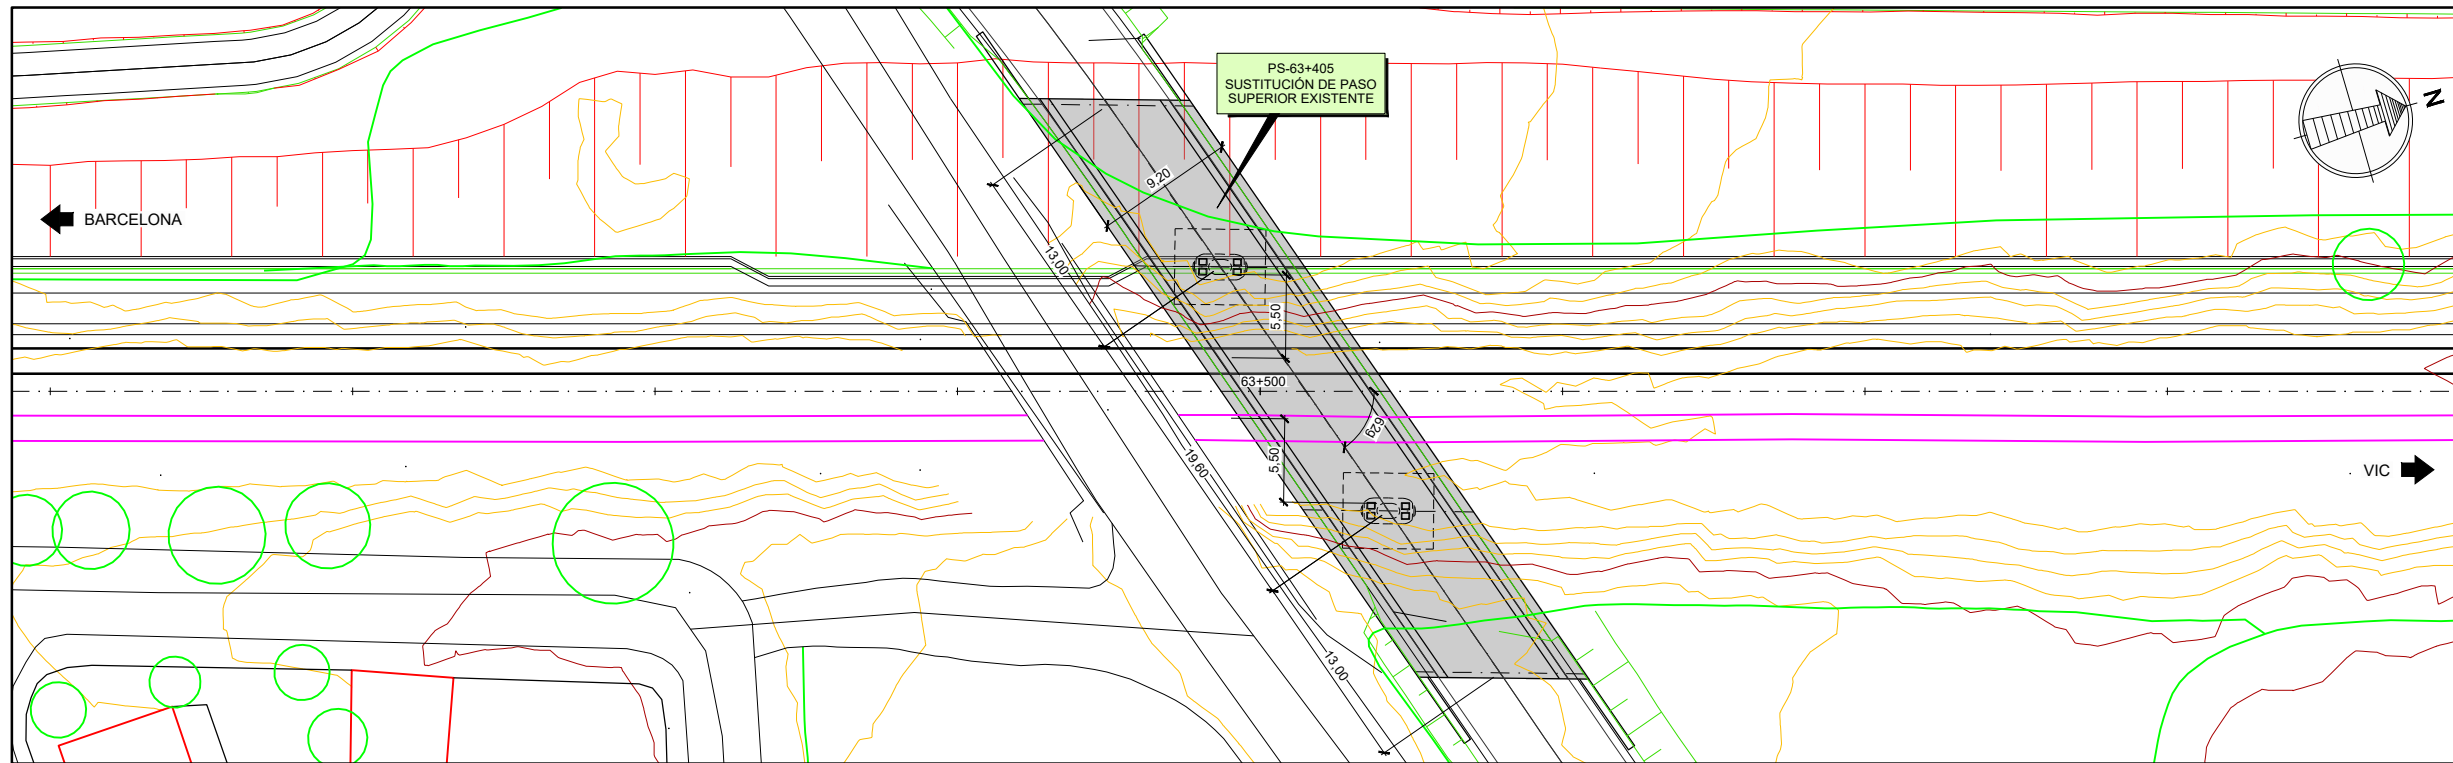 PS-63+405
SUSTITUCIÓN DE PASO
SUPERIOR EXISTENTE
N
BARCELONA
9,20
13,00
5,50
63+500
62g
5,50
19,60
VIC
13,00